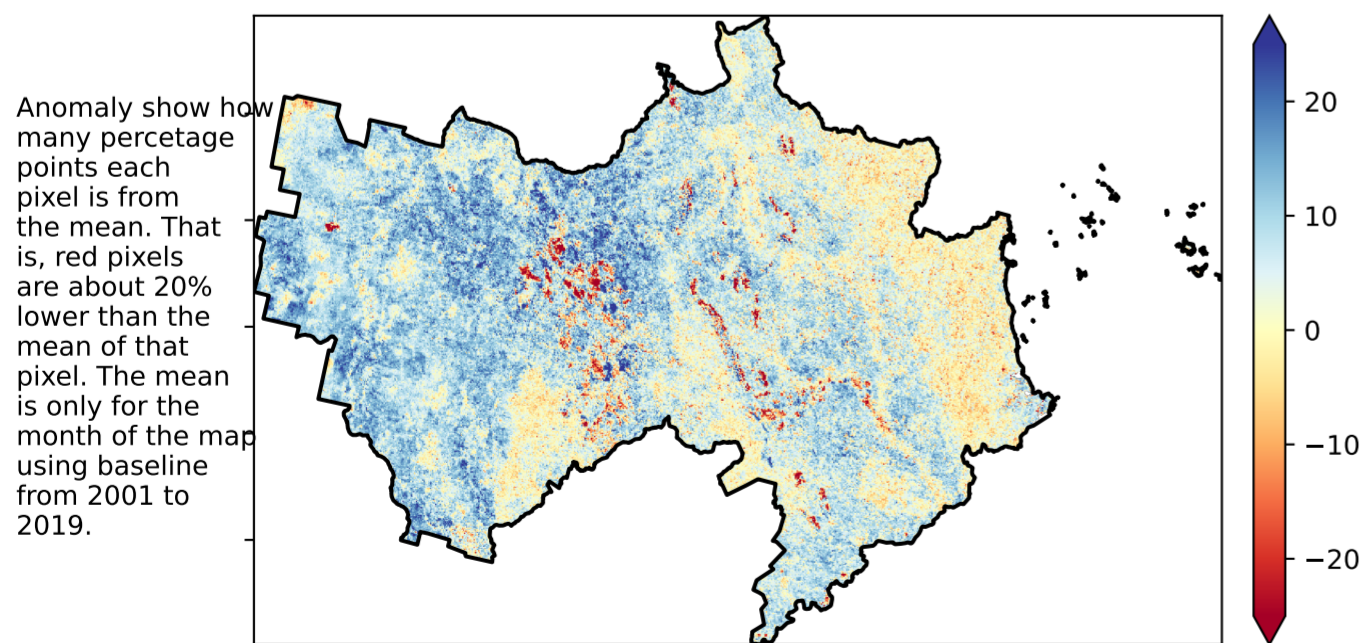 Anomaly show how
many percetage
points each
pixel is from
the mean. That
is, red pixels
are about 20%
lower than the
mean of that
pixel. The mean
is only for the
month of the map
using baseline
from 2001 to
2019.
20
10
0
−10
−20